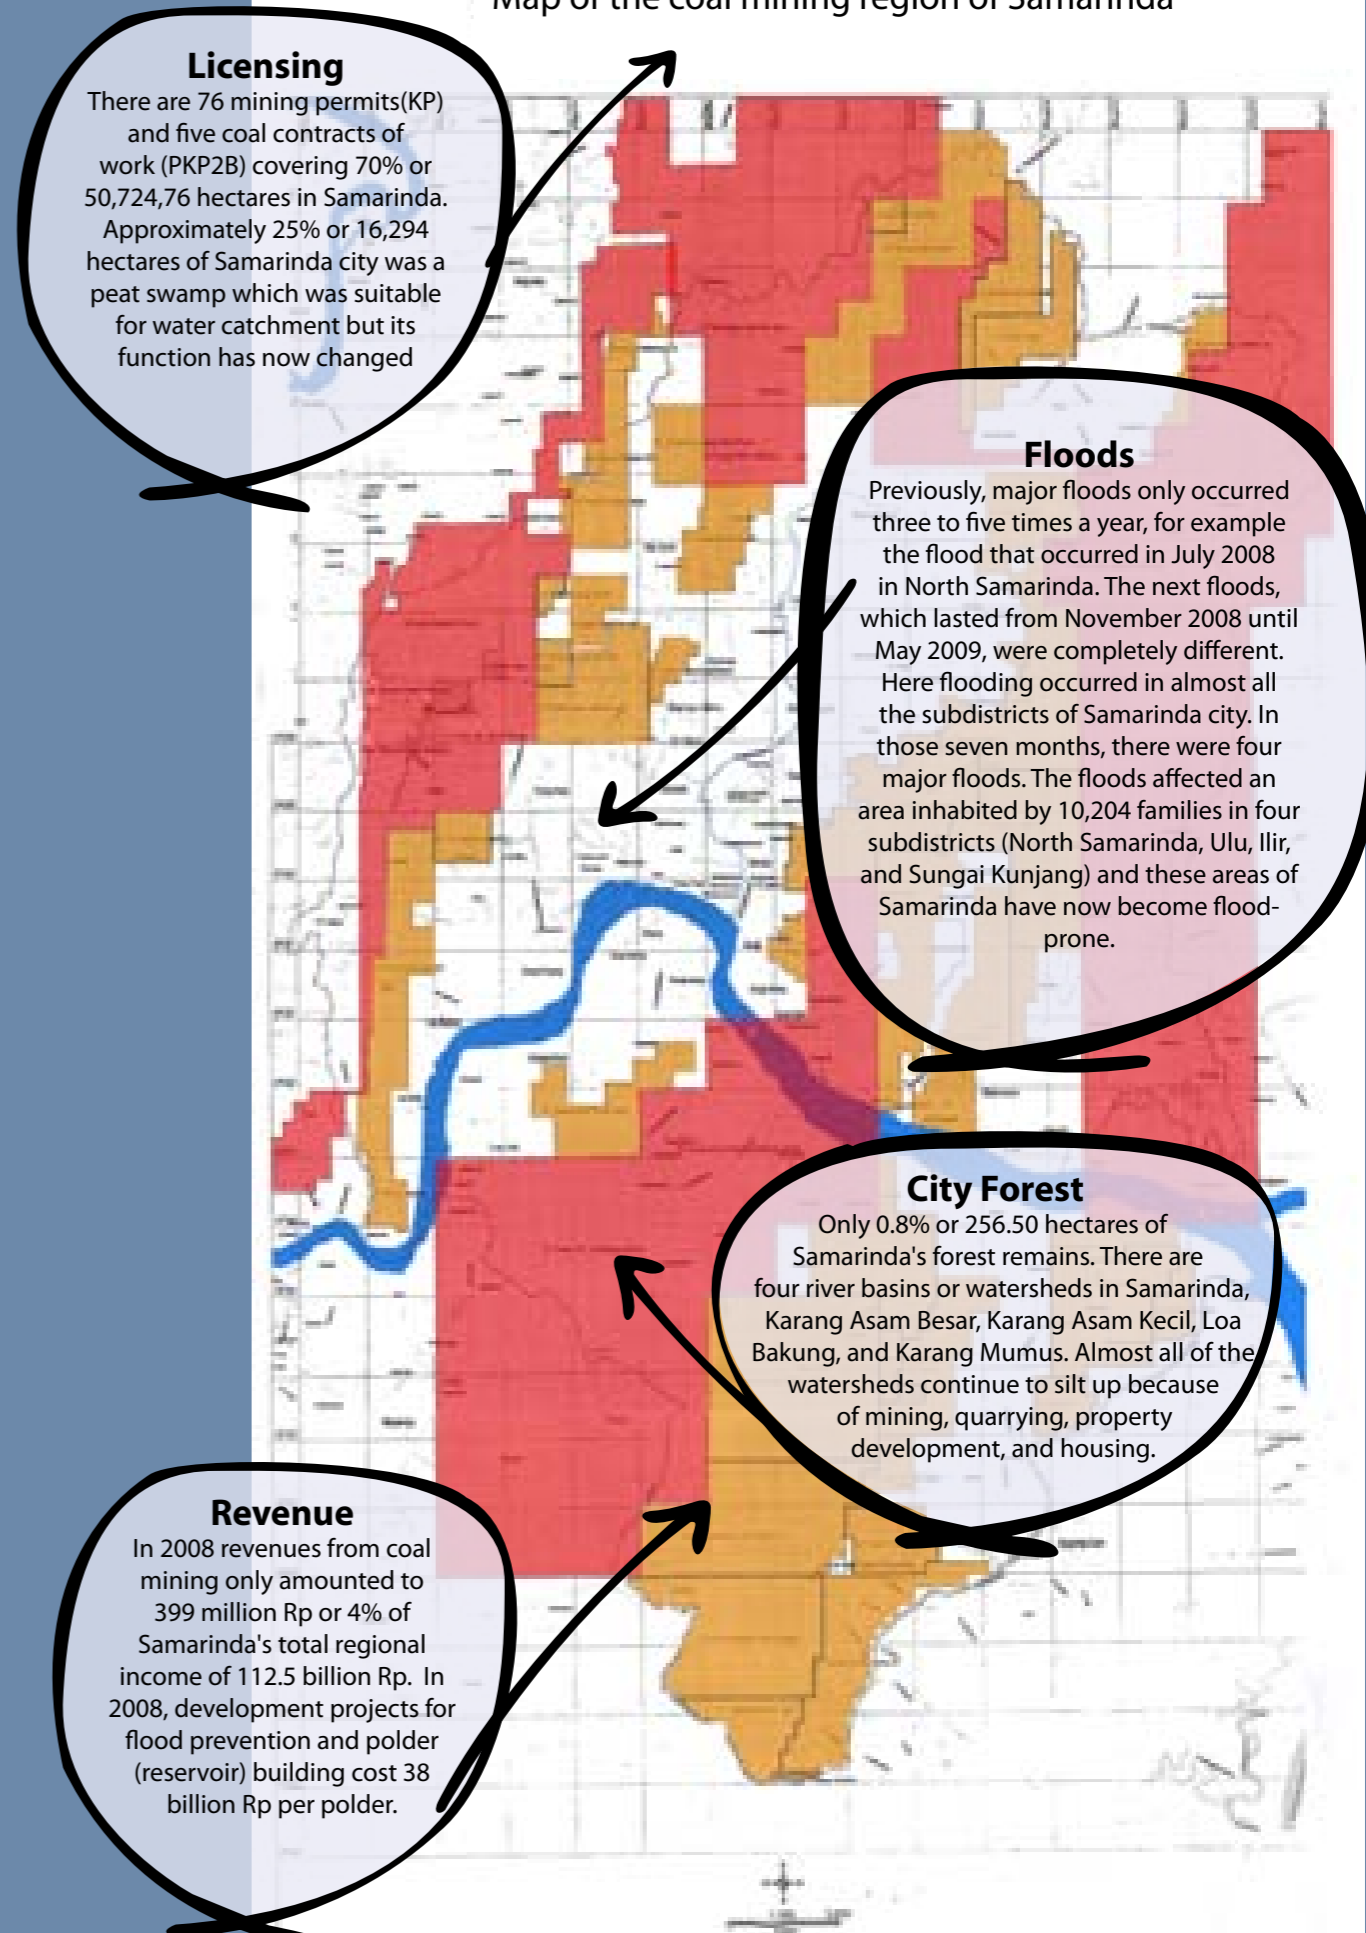 Map of the coal mining region of Samarinda
Licensing
There are 76 mining permits(KP)
and five coal contracts of
work (PKP2B) covering 70% or
50,724,76 hectares in Samarinda.
Approximately 25% or 16,294
hectares of Samarinda city was a
peat swamp which was suitable
for water catchment but its
function has now changed
Floods
Previously, major floods only occurred
three to five times a year, for example
the flood that occurred in July 2008
in North Samarinda. The next floods,
which lasted from November 2008 until
May 2009, were completely different.
Here flooding occurred in almost all
the subdistricts of Samarinda city. In
those seven months, there were four
major floods. The floods affected an
area inhabited by 10,204 families in four
subdistricts (North Samarinda, Ulu, Ilir,
and Sungai Kunjang) and these areas of
Samarinda have now become flood-
prone.
City Forest
Only 0.8% or 256.50 hectares of
Samarinda's forest remains. There are
four river basins or watersheds in Samarinda,
Karang Asam Besar, Karang Asam Kecil, Loa
Bakung, and Karang Mumus. Almost all of the
watersheds continue to silt up because
of mining, quarrying, property
development, and housing.
Revenue
In 2008 revenues from coal
mining only amounted to
399 million Rp or 4% of
Samarinda's total regional
income of 112.5 billion Rp. In
2008, development projects for
flood prevention and polder
(reservoir) building cost 38
billion Rp per polder.